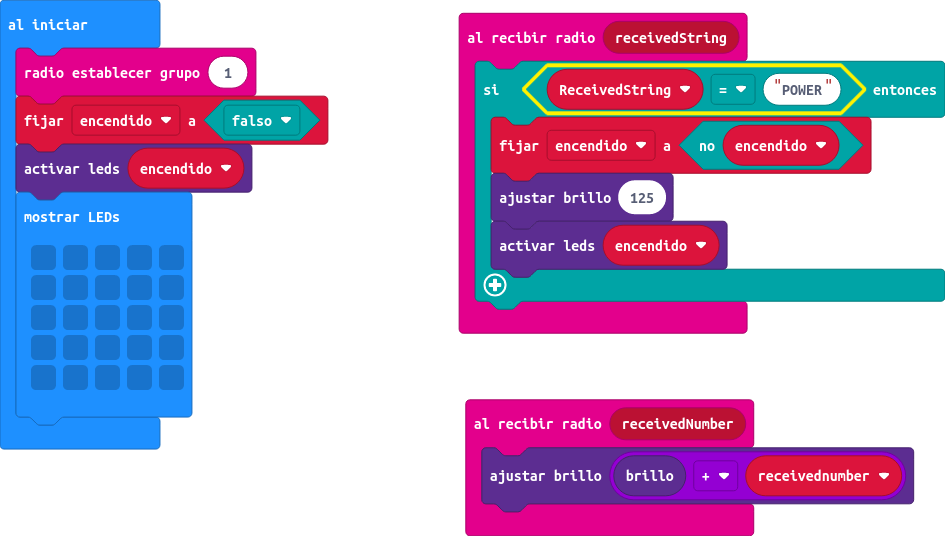 al iniciar
radio establecer grupo 1
fijar encendido a falso
activar leds encendido
mostrar LEDs
al recibir radio receivedString
si ReceivedString = "POWER" entonces
fijar encendido a no encendido
ajustar brillo 125
activar leds encendido
al recibir radio receivedNumber
ajustar brillo brillo + receivednumber